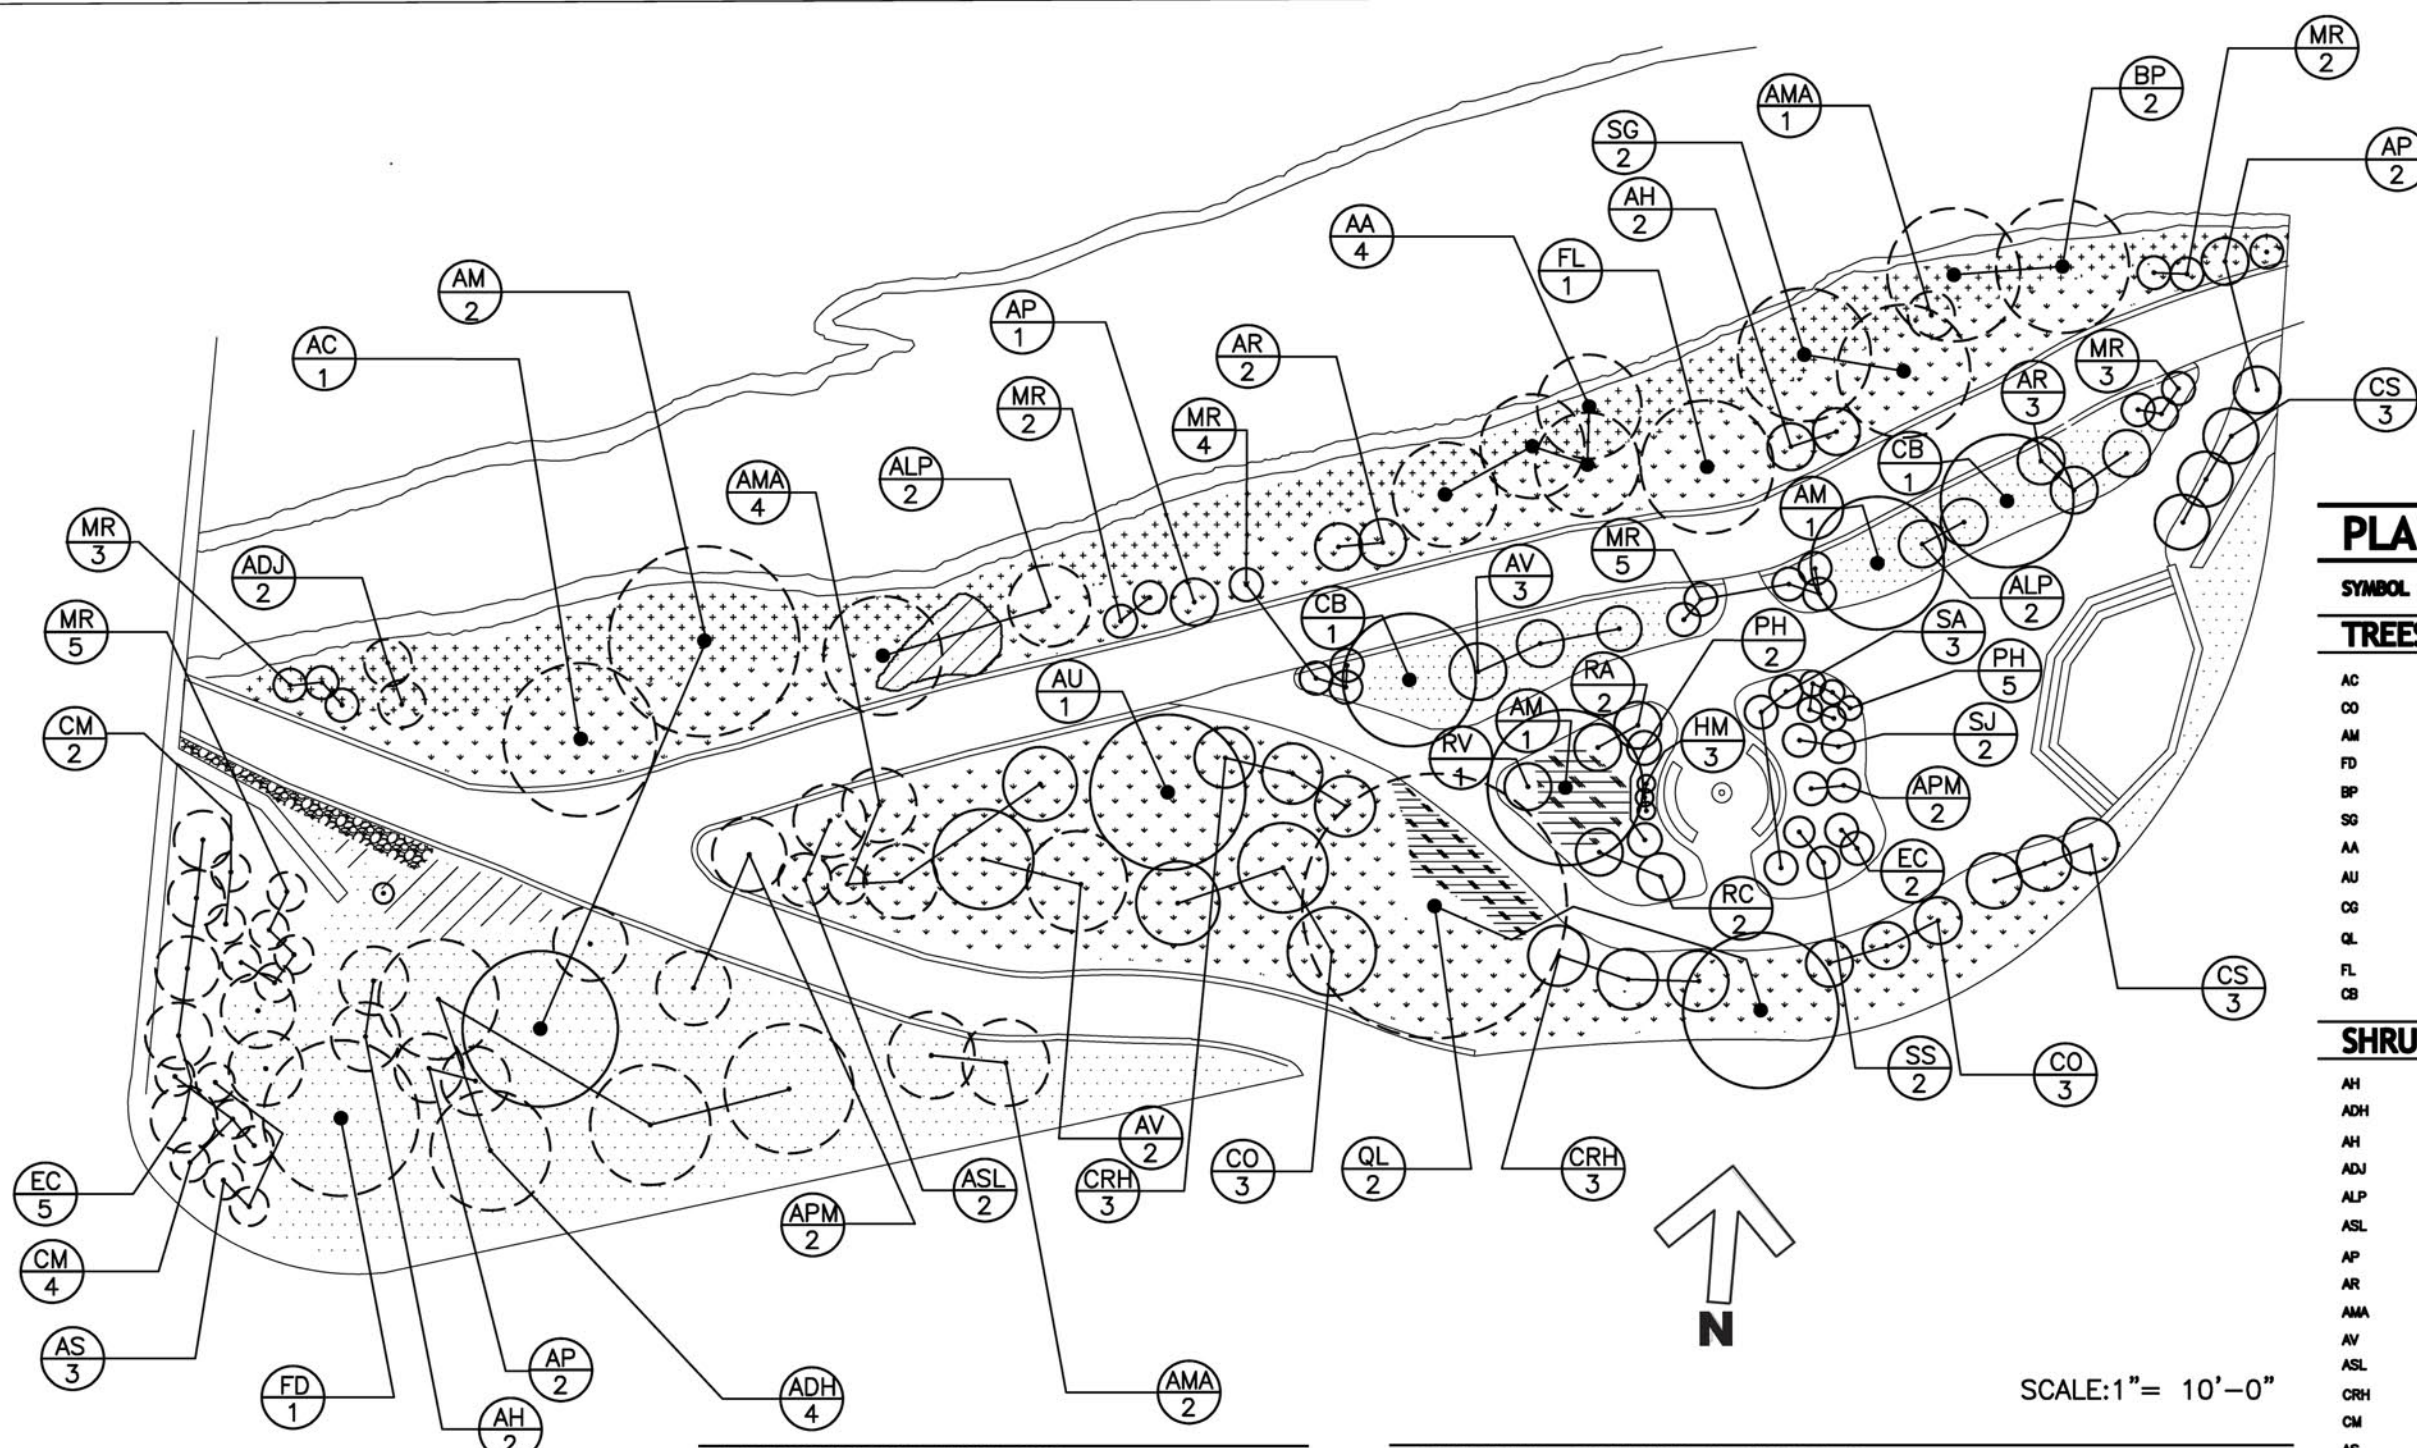 MR
2
BP
2
AMA
1
SG
2
AP
2
AH
2
AA
4
FL
1
AM
2
AP
1
AC
1
AR
2
MR
3
AR
3
CS
3
MR
2
MR
4
CB
1
ALP
2
AMA
4
AM
1
MR
3
MR
5
ADJ
2
AV
3
PLA
SYMBOL
ALP
2
CB
1
MR
5
PH
2
SA
3
TREES
PH
5
RA
2
AU
1
AM
1
HM
3
SJ
2
CM
2
RV
1
APM
2
EC
2
RC
2
CS
3
SS
2
CO
3
AV
2
QL
2
CRH
3
CO
3
CRH
3
ASL
2
EC
5
APM
2
CM
4
AS
3
AP
2
FD
1
ADH
4
AMA
2
AH
2
N
SCALE:1"= 10'-0"
AC
CO
AM
FD
BP
SG
AA
AU
CG
QL
FL
CB
SHRU
AH
ADH
AH
ADJ
ALP
ASL
AP
AR
AMA
AV
ASL
CRH
CM